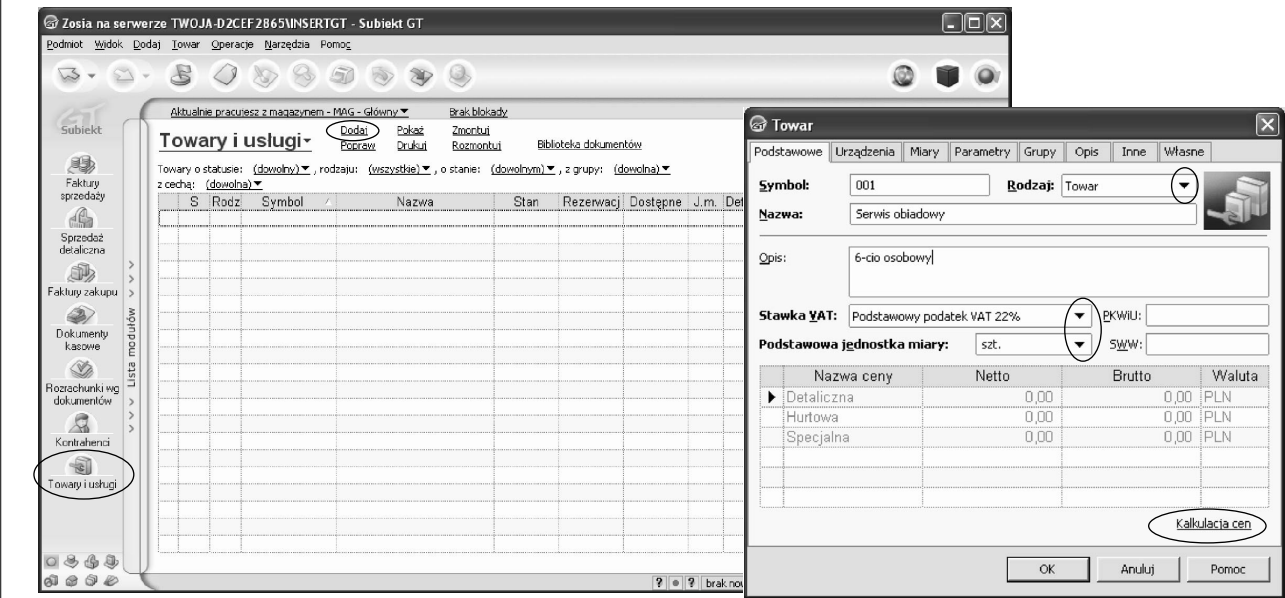 Zosia na serwerze TWOJA-D2CEF2865\INSERTGT - Subiekt GT
Podmiot Widok Dodaj Towar Operacje Narzędzia Pomoc
GT
Subiekt
Aktualnie pracujesz z magazynem - MAG - Główny Brak blokady
Towary i usługi
Dodaj Pokaż Zmontuj
Popraw Drukuj Rozmontuj Biblioteka dokumentów
Towary o statusie: (dowolny) , rodzaju: (wszystkie) , o stanie: (dowolnym) , z grupy: (dowolna)
z cechą: (dowolna)
S Rodz Symbol Nazwa Stan Rezerwacj Dostępne J.m. Det
Faktury
sprzedaży
Sprzedaż
detaliczna
Faktury zakupu
Dokumenty
kasowe
Rozrachunki wg
dokumentów
Kontrahenci
Towary i usługi
Lista modułów
? ? brak
Towar
Podstawowe Urządzenia Miary Parametry Grupy Opis Inne Własne
Symbol: 001 Rodzaj: Towar
Nazwa: Serwis obiadowy
Opis: 6-cio osobowy
Stawka VAT: Podstawowy podatek VAT 22% PKWiU:
Podstawowa jednostka miary: szt. SWW:
Nazwa ceny Netto Brutto Waluta
Detaliczna 0,00 0,00 PLN
Hurtowa 0,00 0,00 PLN
Specjalna 0,00 0,00 PLN
Kalkulacja cen
OK Anuluj Pomoc